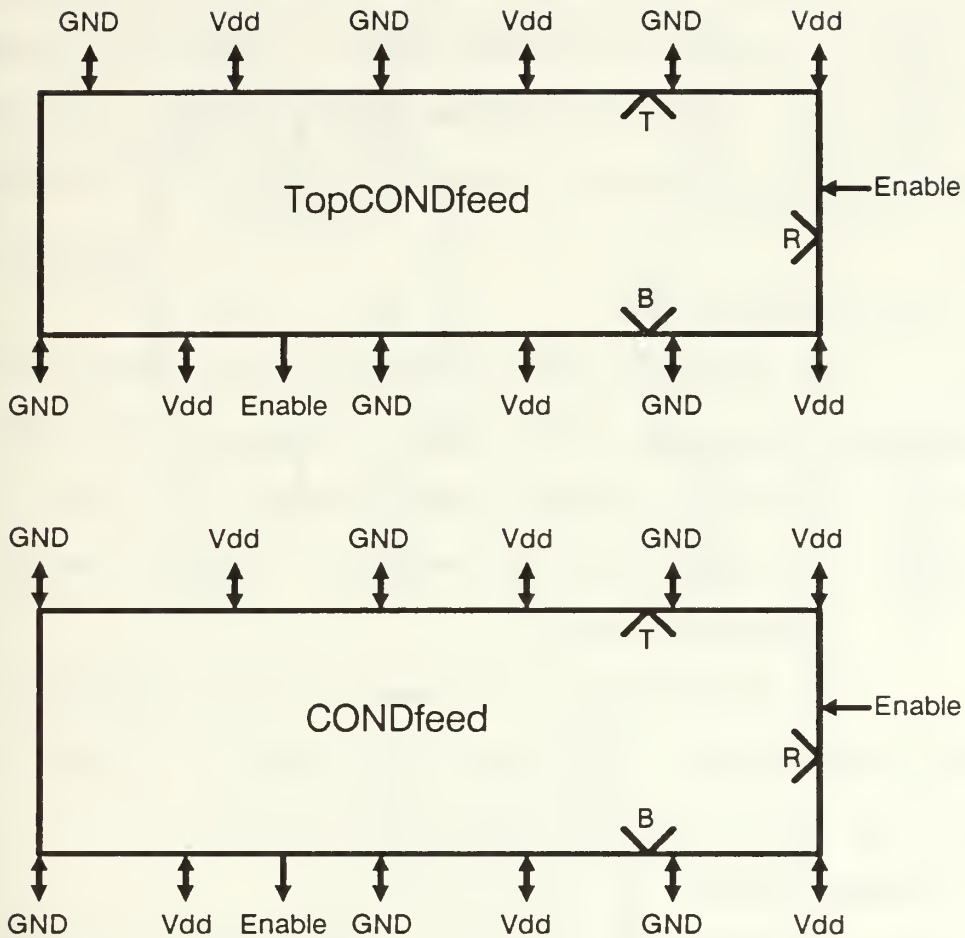 GND Vdd GND Vdd GND Vdd
T
TopCONDfeed
Enable
R
B
GND Vdd Enable GND Vdd GND Vdd
GND Vdd GND Vdd GND Vdd
T
Enable
CONDfeed
R
B
GND Vdd Enable GND Vdd GND Vdd